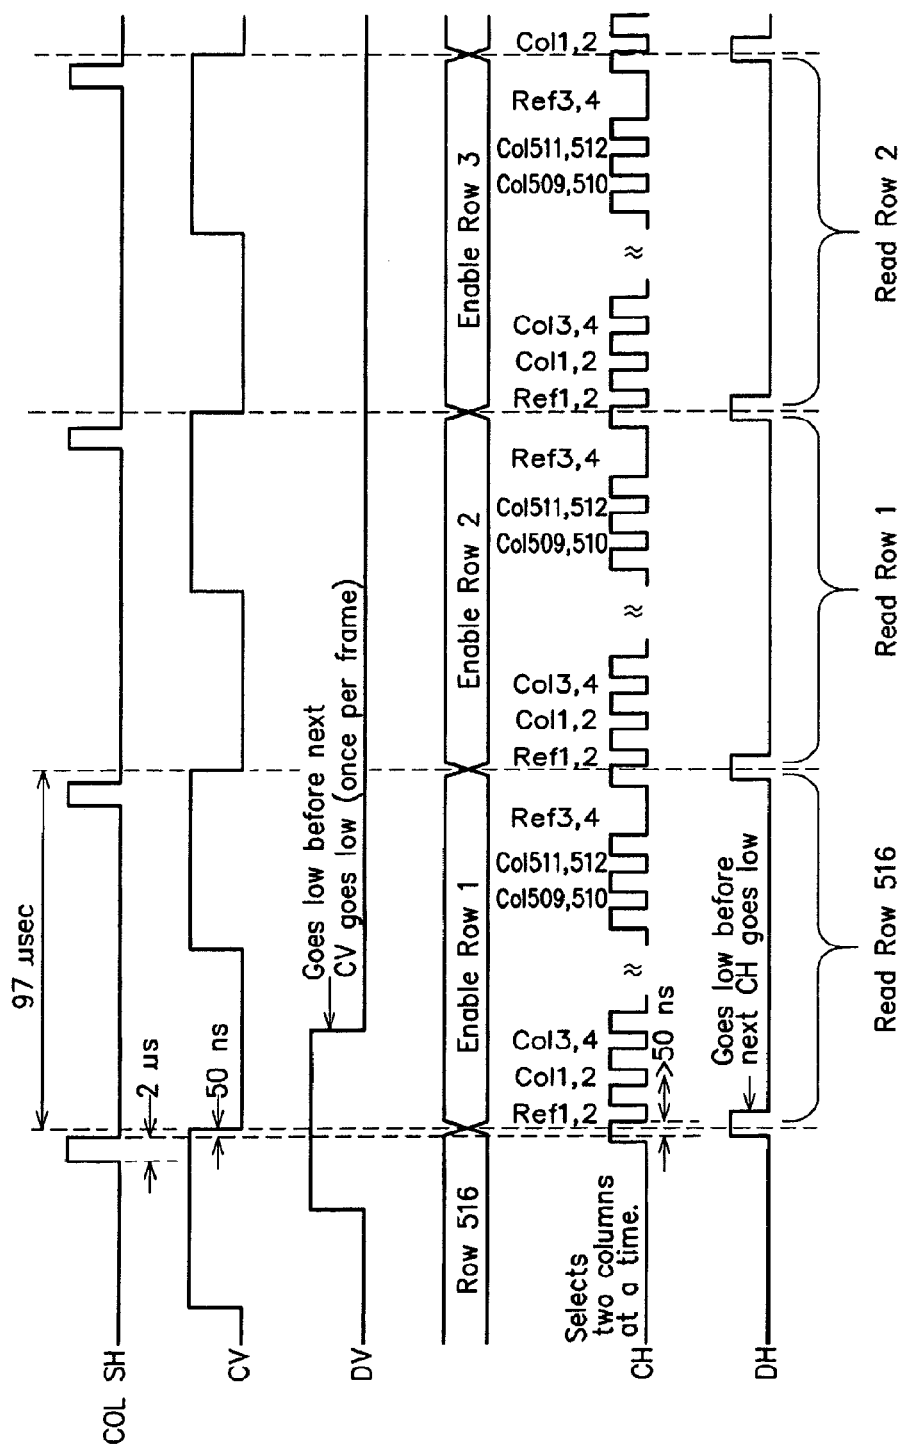 COL SH
97 µsec
2 µs
CV
50 ns
DV
Goes low before next
CV goes low (once per frame)
Row 516
Enable Row 1
Enable Row 2
Enable Row 3
Selects
two columns
at a time.
CH
Ref1,2
Col1,2
Col3,4
≈
Col509,510
Col511,512
Ref3,4
Ref1,2
Col1,2
Col3,4
≈
Col509,510
Col511,512
Ref3,4
Ref1,2
Col1,2
Col3,4
≈
Col509,510
Col511,512
Ref3,4
Col1,2
>50 ns
DH
Goes low before
next CH goes low
Read Row 516
Read Row 1
Read Row 2